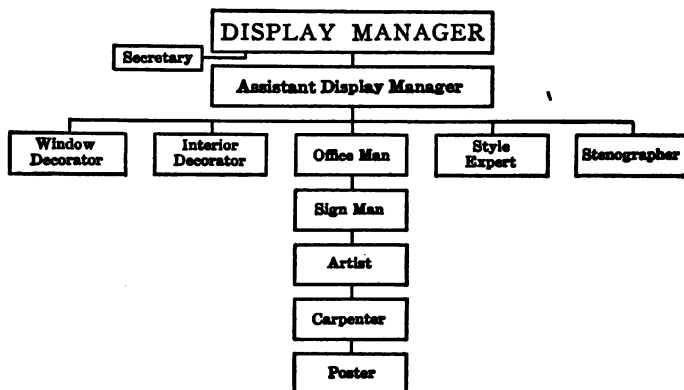 DISPLAY MANAGER
Secretary
Assistant Display Manager
Window
Decorator
Interior
Decorator
Office Man
Style
Expert
Stenographer
Sign Man
Artist
Carpenter
Poster